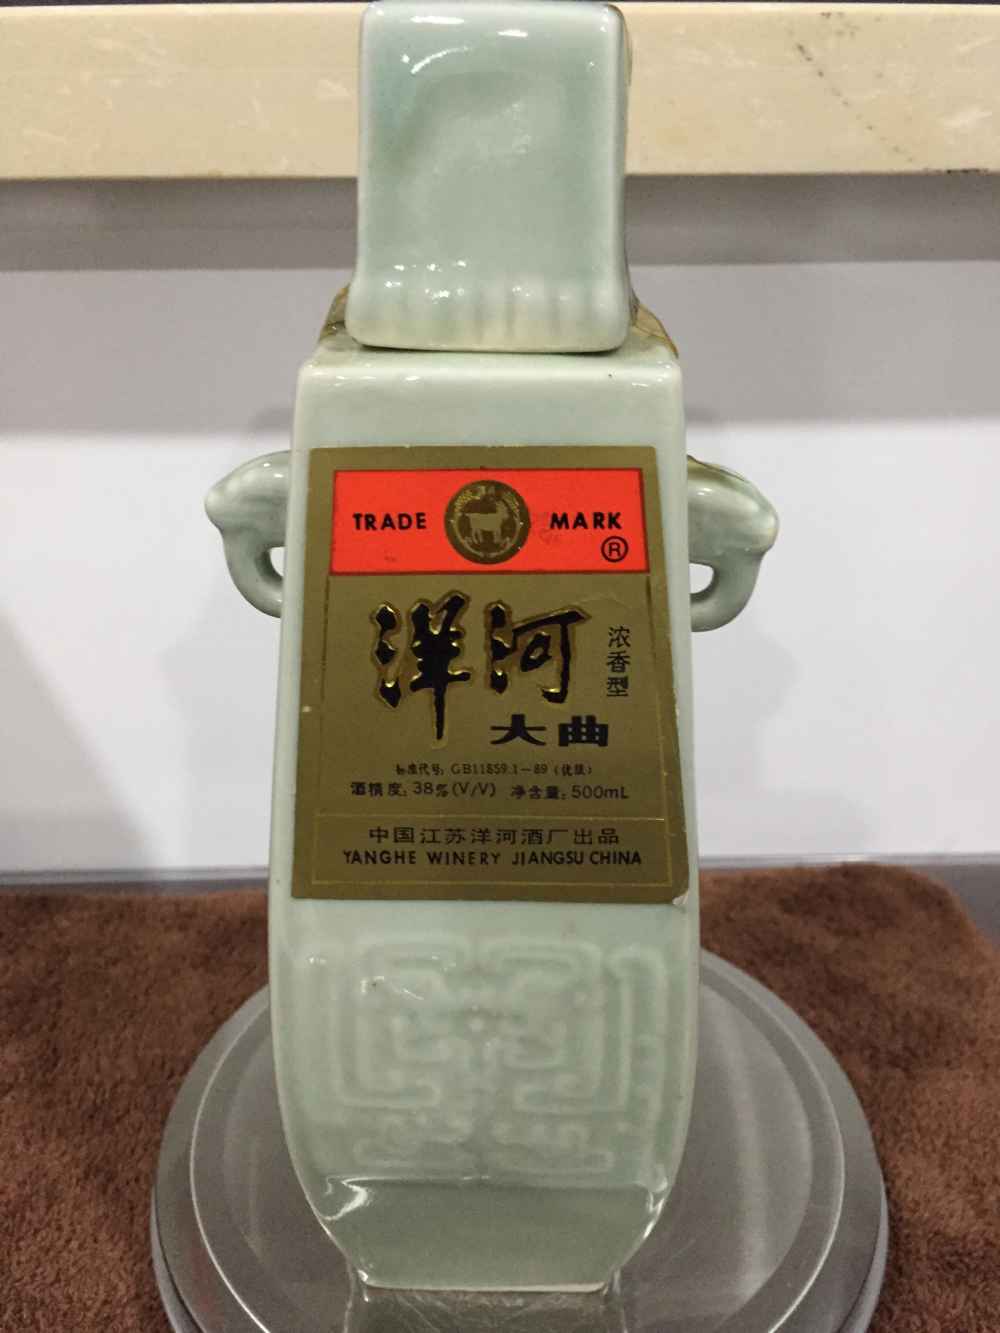 TRADE MARK
®
洋河
浓香型
大曲
标准代号: GB11859.1-89 (优级)
酒精度: 38%(V/V) 净含量: 500mL
中国江苏洋河酒厂出品
YANGHE WINERY JIANGSU CHINA